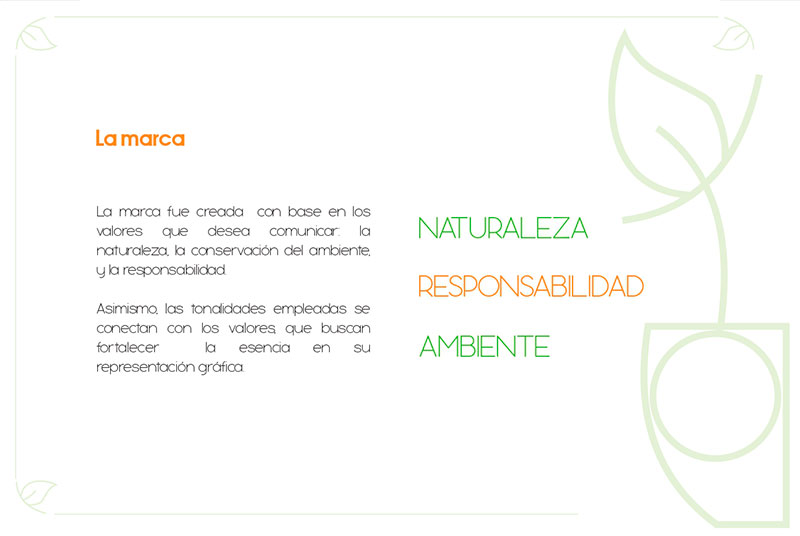 La marca
La marca fue creada con base en los
valores que desea comunicar: la
naturaleza, la conservación del ambiente,
y la responsabilidad.
Asimismo, las tonalidades empleadas se
conectan con los valores, que buscan
fortalecer la esencia en su
representación gráfica.
NATURALEZA
RESPONSABILIDAD
AMBIENTE